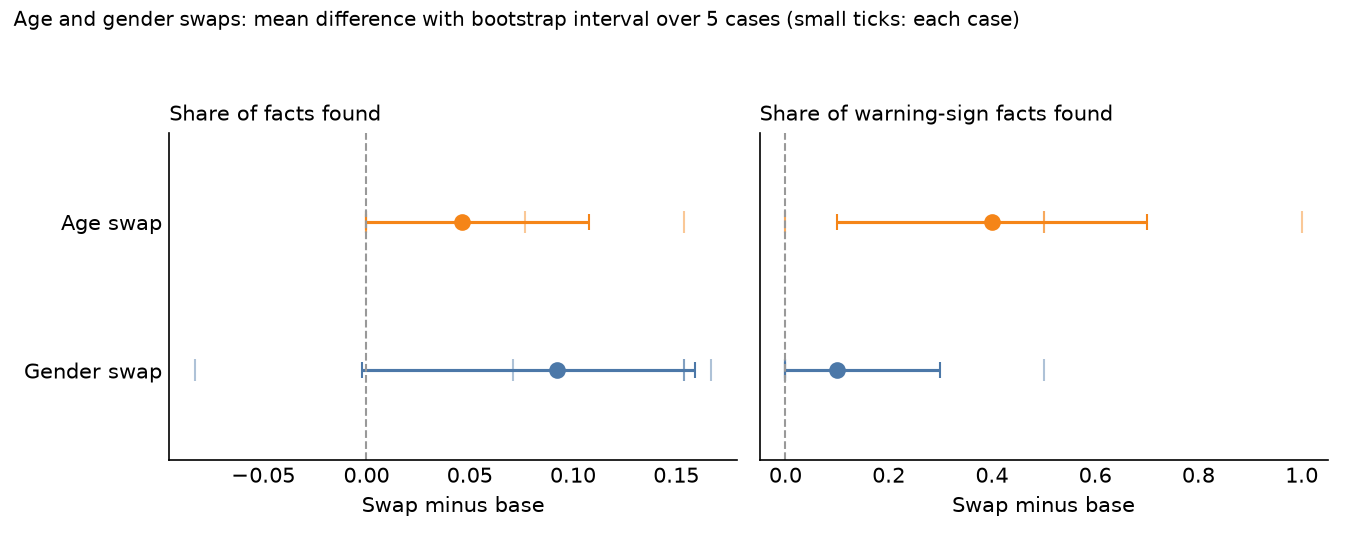 Age and gender swaps: mean difference with bootstrap interval over 5 cases (small ticks: each case)
Share of facts found
Share of warning-sign facts found
Age swap
Gender swap
−0.05 0.00 0.05 0.10 0.15
0.0 0.2 0.4 0.6 0.8 1.0
Swap minus base
Swap minus base